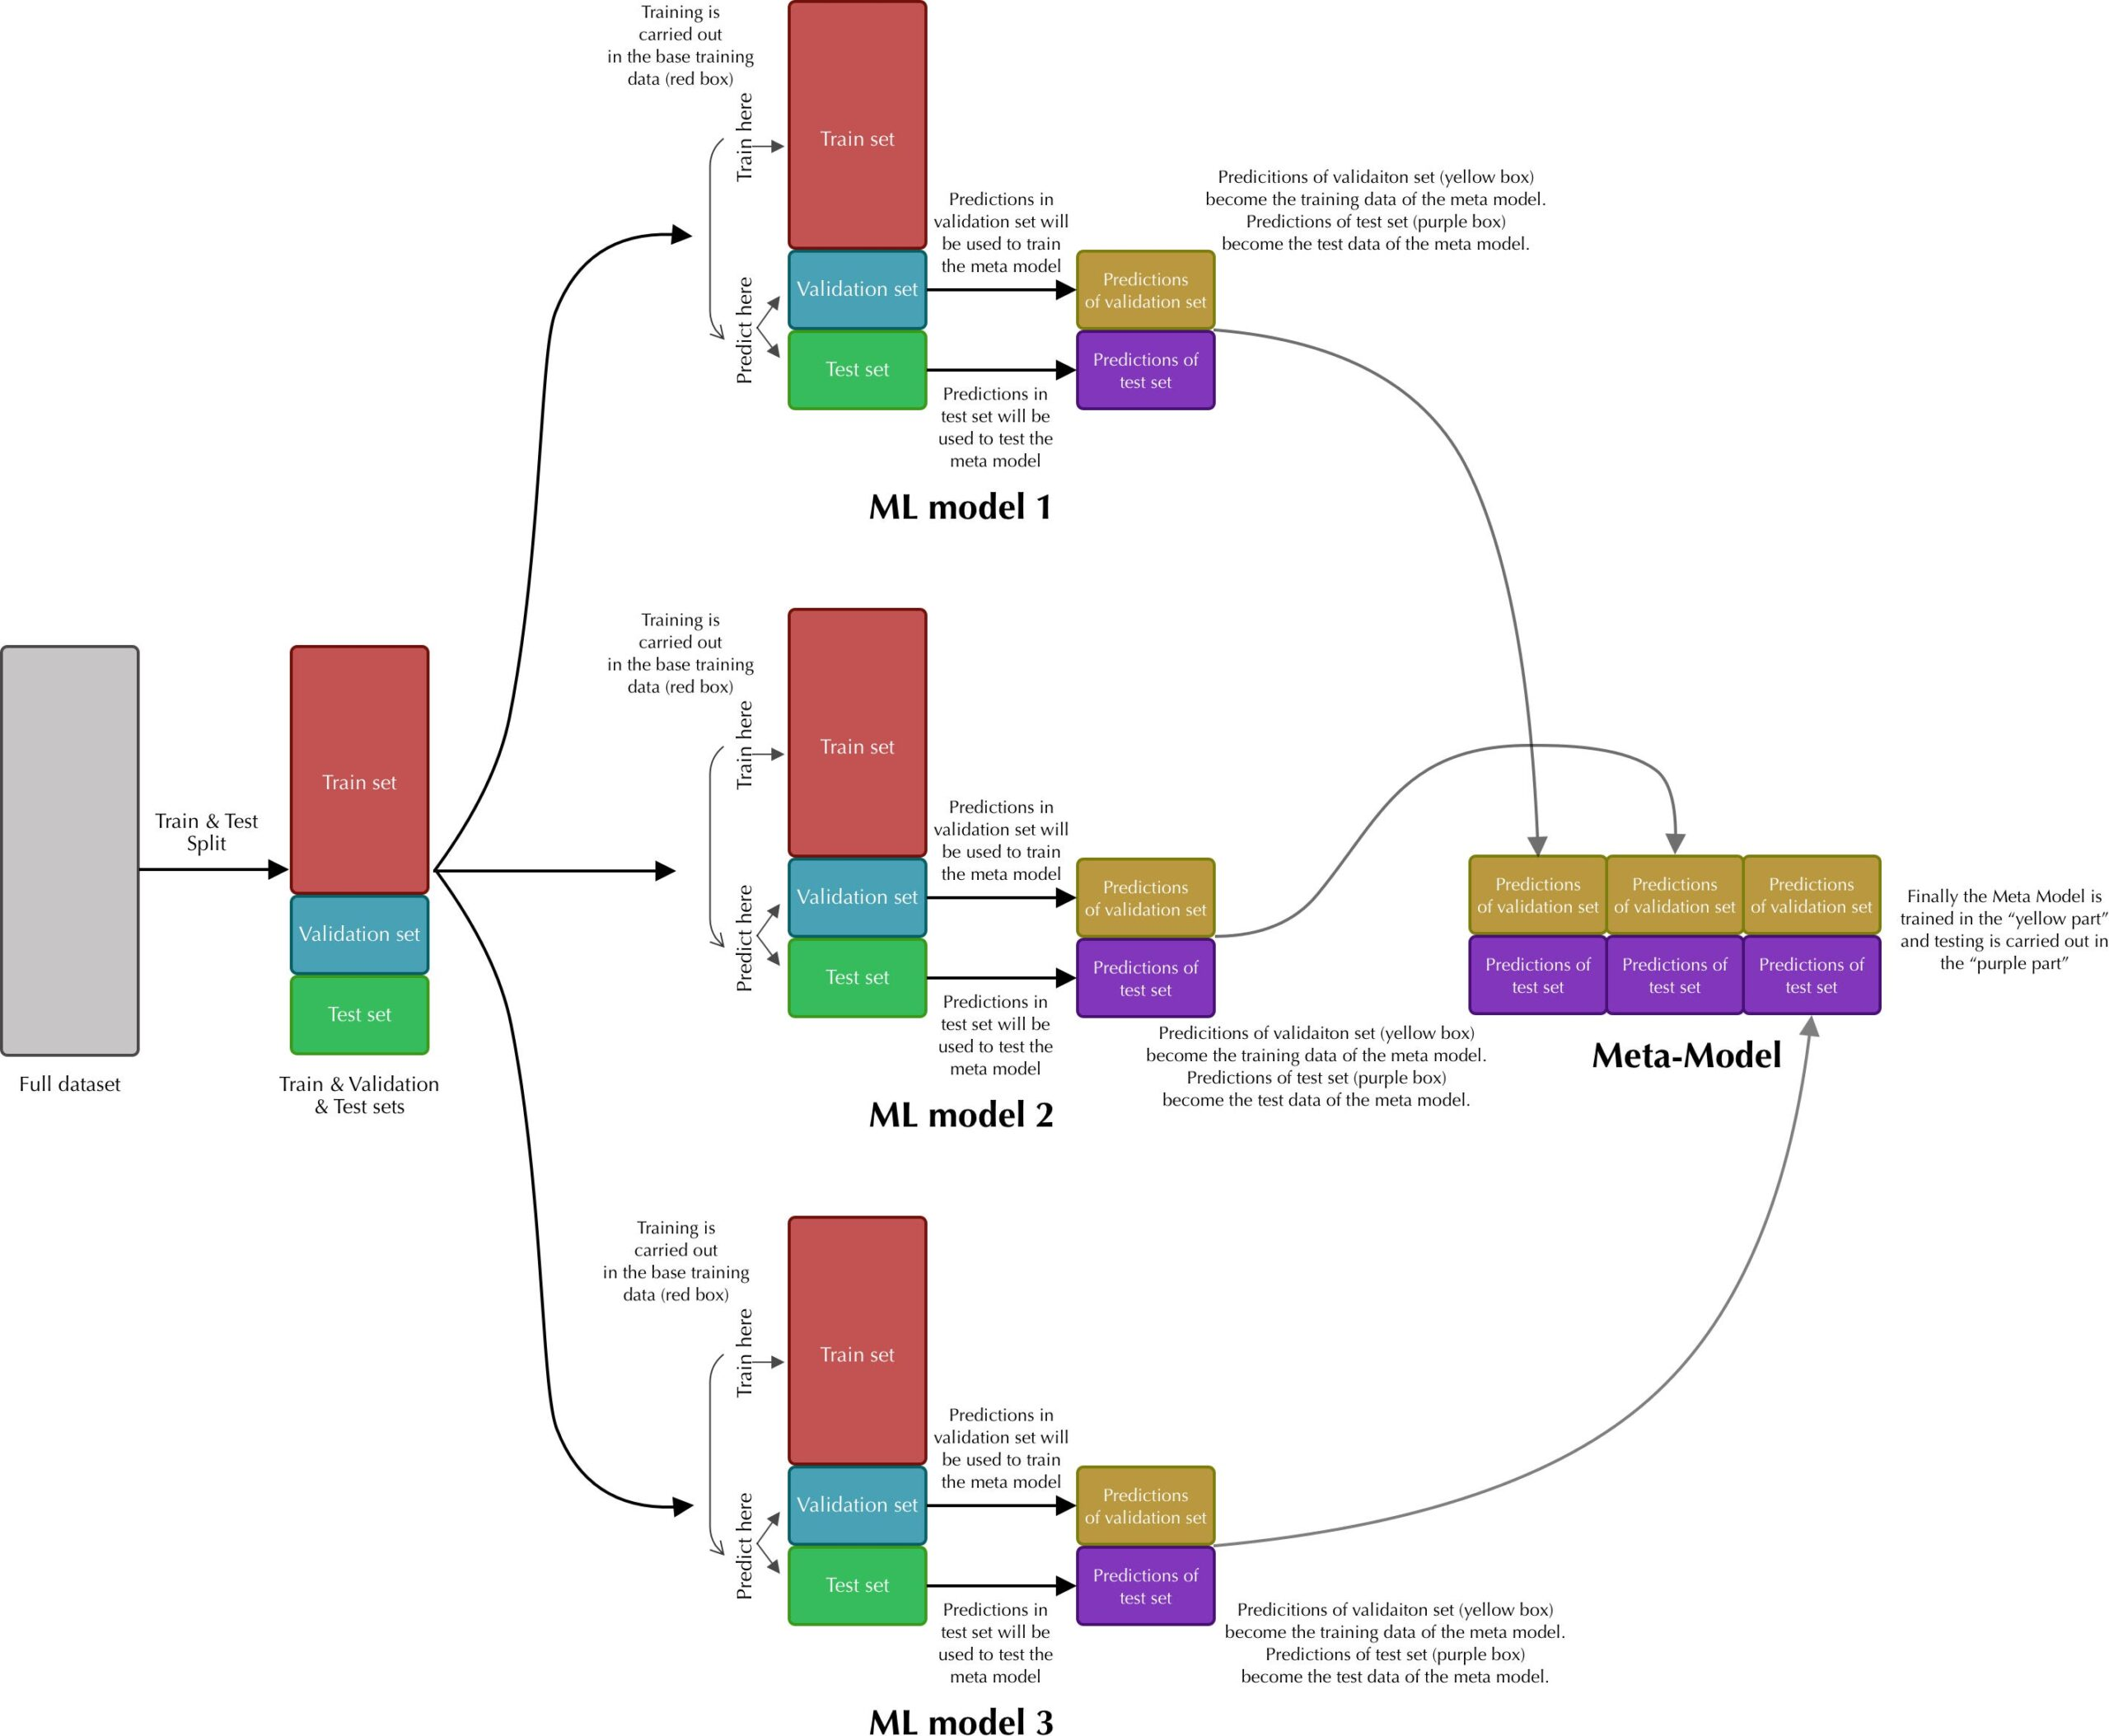 Full dataset
Train & Test
Split
Train set
Validation set
Test set
Train & Validation
& Test sets
Training is
carried out
in the base training
data (red box)
Train here
Predict here
Train set
Validation set
Test set
Predictions in
validation set will
be used to train
the meta model
Predictions in
test set will be
used to test the
meta model
Predictions
of validation set
Predictions of
test set
Predicitions of validaiton set (yellow box)
become the training data of the meta model.
Predictions of test set (purple box)
become the test data of the meta model.
ML model 1
Training is
carried out
in the base training
data (red box)
Train here
Predict here
Train set
Validation set
Test set
Predictions in
validation set will
be used to train
the meta model
Predictions in
test set will be
used to test the
meta model
Predictions
of validation set
Predictions of
test set
Predicitions of validaiton set (yellow box)
become the training data of the meta model.
Predictions of test set (purple box)
become the test data of the meta model.
ML model 2
Training is
carried out
in the base training
data (red box)
Train here
Predict here
Train set
Validation set
Test set
Predictions in
validation set will
be used to train
the meta model
Predictions in
test set will be
used to test the
meta model
Predictions
of validation set
Predictions of
test set
Predicitions of validaiton set (yellow box)
become the training data of the meta model.
Predictions of test set (purple box)
become the test data of the meta model.
ML model 3
Predictions
of validation set
Predictions
of validation set
Predictions
of validation set
Predictions of
test set
Predictions of
test set
Predictions of
test set
Meta-Model
Finally the Meta Model is
trained in the “yellow part”
and testing is carried out in
the “purple part”